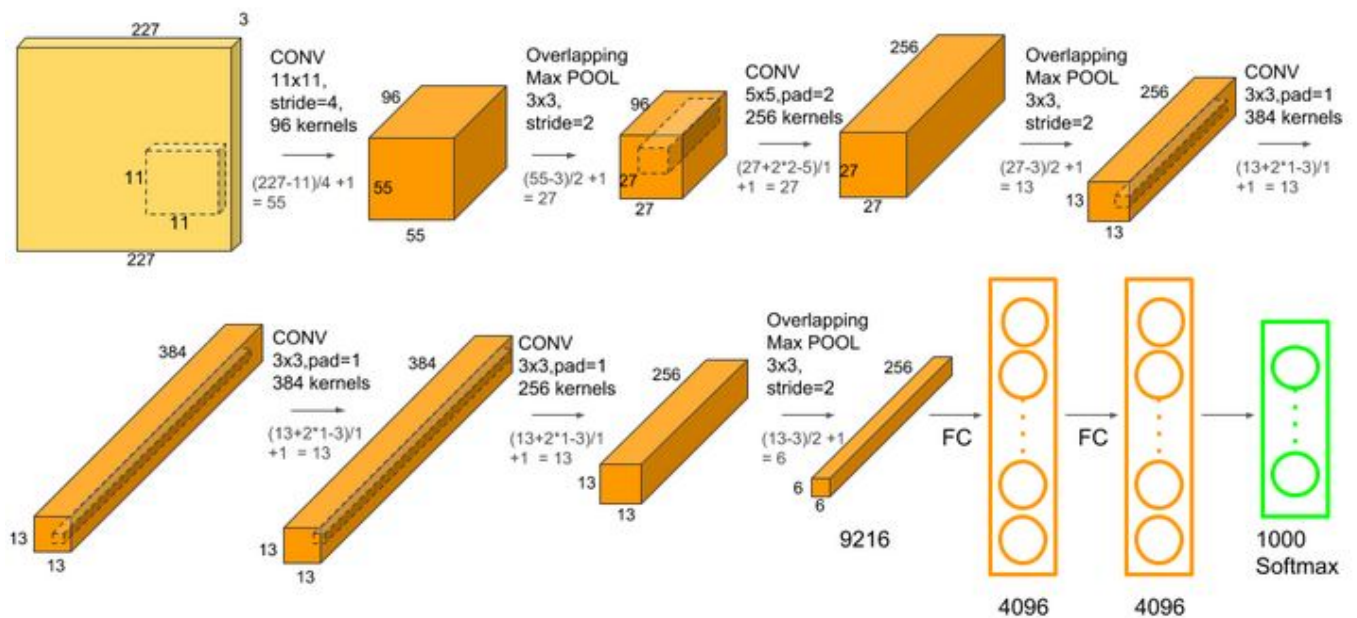 227
3
CONV
11x11,
stride=4,
96 kernels
(227-11)/4 +1
= 55
11
11
227
96
55
55
Overlapping
Max POOL
3x3,
stride=2
(55-3)/2 +1
= 27
96
27
27
CONV
5x5,pad=2
256 kernels
(27+2*2-5)/1
+1 = 27
256
27
27
Overlapping
Max POOL
3x3,
stride=2
(27-3)/2 +1
= 13
256
13
13
CONV
3x3,pad=1
384 kernels
(13+2*1-3)/1
+1 = 13
384
13
13
CONV
3x3,pad=1
384 kernels
(13+2*1-3)/1
+1 = 13
384
13
13
CONV
3x3,pad=1
256 kernels
(13+2*1-3)/1
+1 = 13
256
13
13
Overlapping
Max POOL
3x3,
stride=2
(13-3)/2 +1
= 6
256
6
6
9216
FC
4096
FC
4096
1000
Softmax